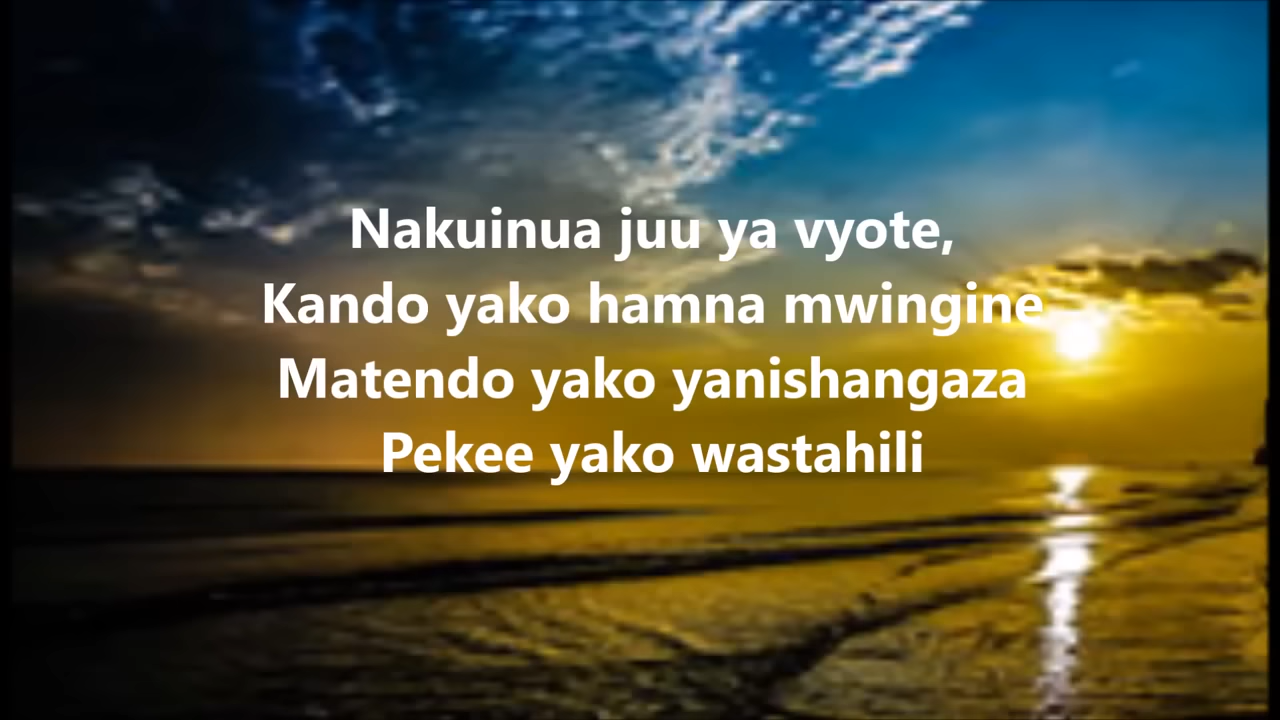 Nakuinua juu ya vyote,
Kando yako hamna mwingine
Matendo yako yanishangaza
Pekee yako wastahili